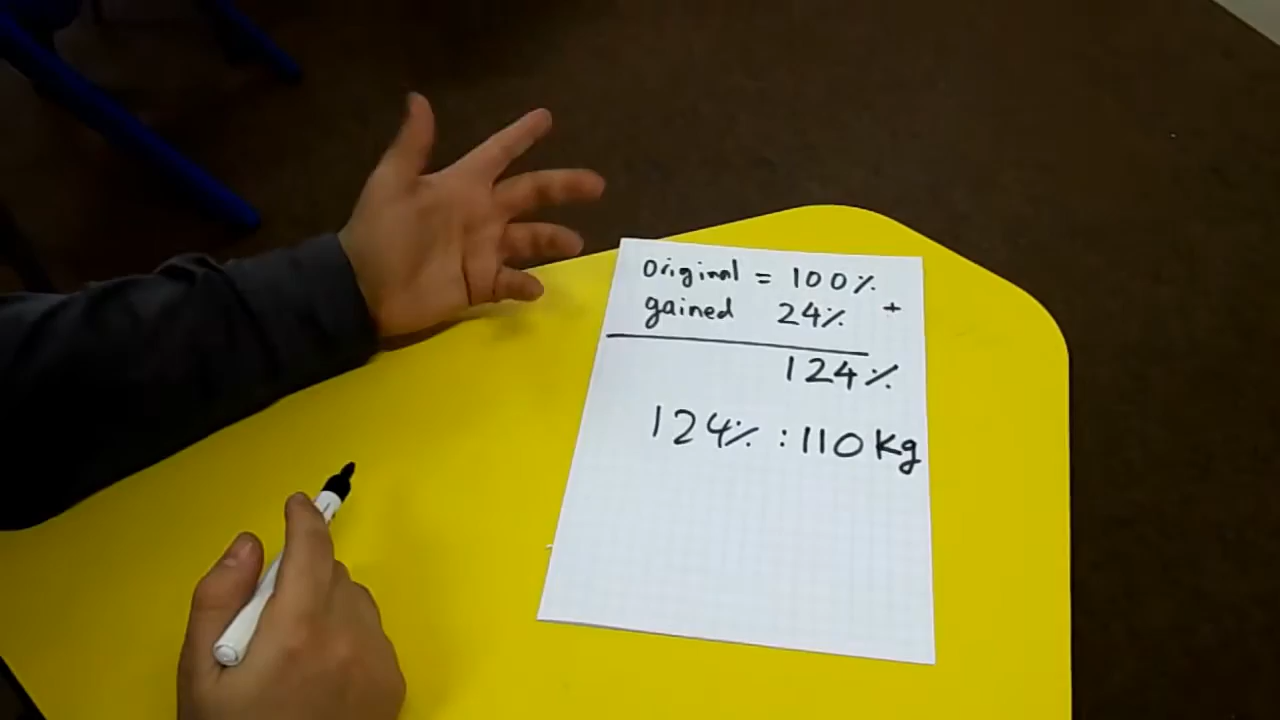 original = 100%
gained 24% +
124%
124% : 110 Kg